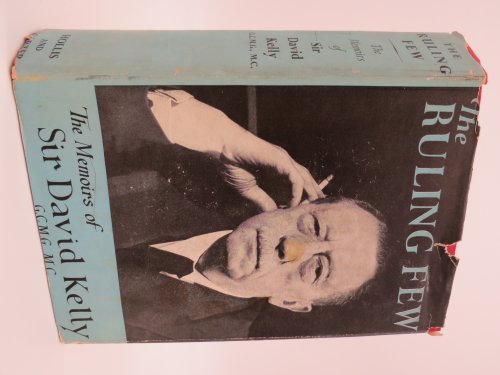 The
RULING FEW
The Memoirs of
Sir David Kelly
G.C.M.G., M.C.
THE
RULING
FEW
The
Memoirs
of
Sir
David
Kelly
G.C.M.G., M.C.
HOLLIS
AND
CARTER